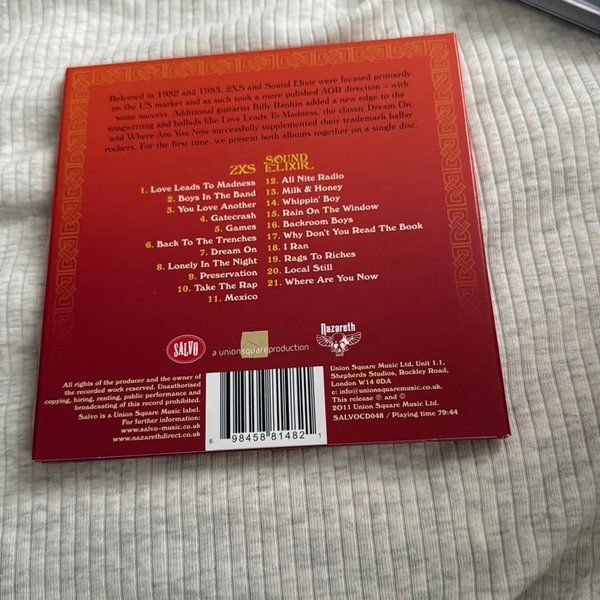 Released in 1982 and 1983, 2XS and Sound Elixir were focused primarily
on the US market and as such took a more polished AOR direction – with
some success. Additional guitarist Billy Rankin added a new edge to the
songwriting and ballads like Love Leads To Madness, the classic Dream On,
and Where Are You Now successfully supplemented their trademark ballsy
rockers. For the first time, we present both albums together on a single disc.
2XS
1. Love Leads To Madness
2. Boys In The Band
3. You Love Another
4. Gatecrash
5. Games
6. Back To The Trenches
7. Dream On
8. Lonely In The Night
9. Preservation
10. Take The Rap
11. Mexico
SOUND
ELIXIR
12. All Nite Radio
13. Milk & Honey
14. Whippin' Boy
15. Rain On The Window
16. Backroom Boys
17. Why Don't You Read The Book
18. I Ran
19. Rags To Riches
20. Local Still
21. Where Are You Now
SALVO
a unionsquareproduction
Nazareth
All rights of the producer and the owner of
the recorded work reserved. Unauthorised
copying, hiring, renting, public performance and
broadcasting of this record prohibited.
Salvo is a Union Square Music label.
For further information:
www.salvo-music.co.uk
www.nazarethdirect.co.uk
6 98458 81482 1
Union Square Music Ltd, Unit 1.1,
Shepherds Studios, Rockley Road,
London W14 0DA
e: info@unionsquaremusic.co.uk.
This release ℗ and ©
2011 Union Square Music Ltd.
SALVOCD048 / Playing time 79:44